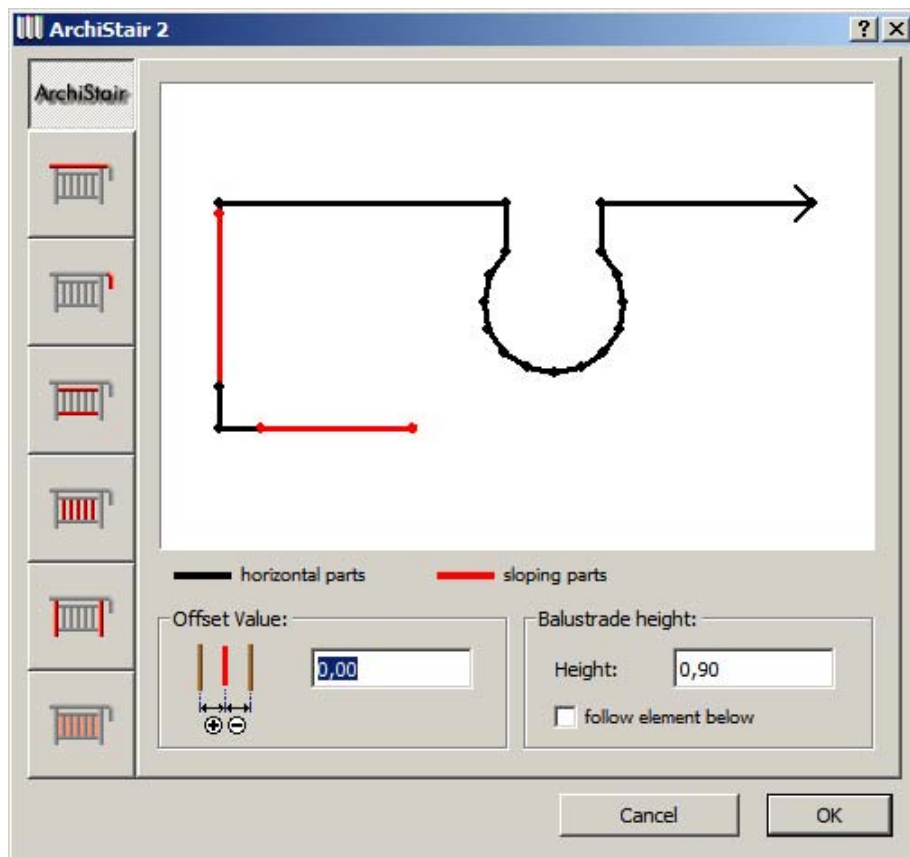 ArchiStair 2
ArchiStair
horizontal parts
sloping parts
Offset Value:
0,00
Balustrade height:
Height:
0,90
follow element below
Cancel
OK